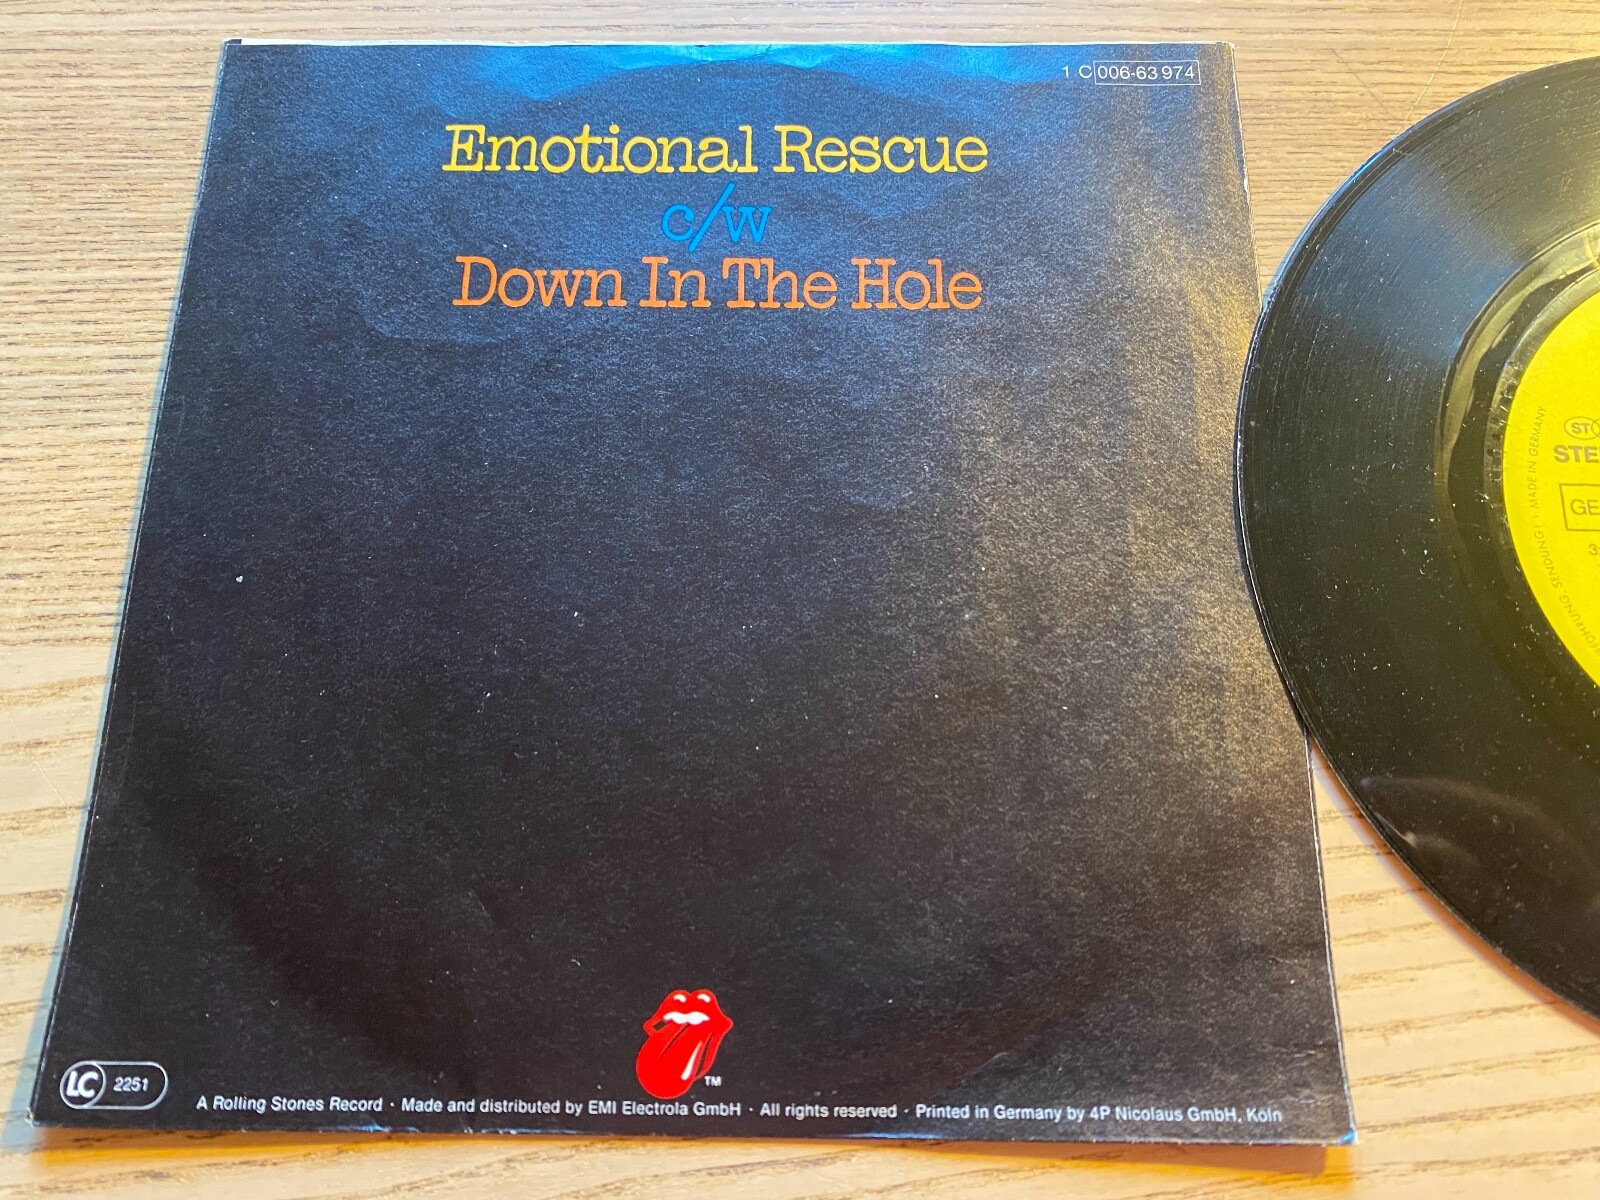 1 C 006-63 974
Emotional Rescue
c/w
Down In The Hole
TM
LC 2251
A Rolling Stones Record · Made and distributed by EMI Electrola GmbH · All rights reserved · Printed in Germany by 4P Nicolaus GmbH, Köln
MADE IN GERMANY
SENDUNG!
ST
STE
GE